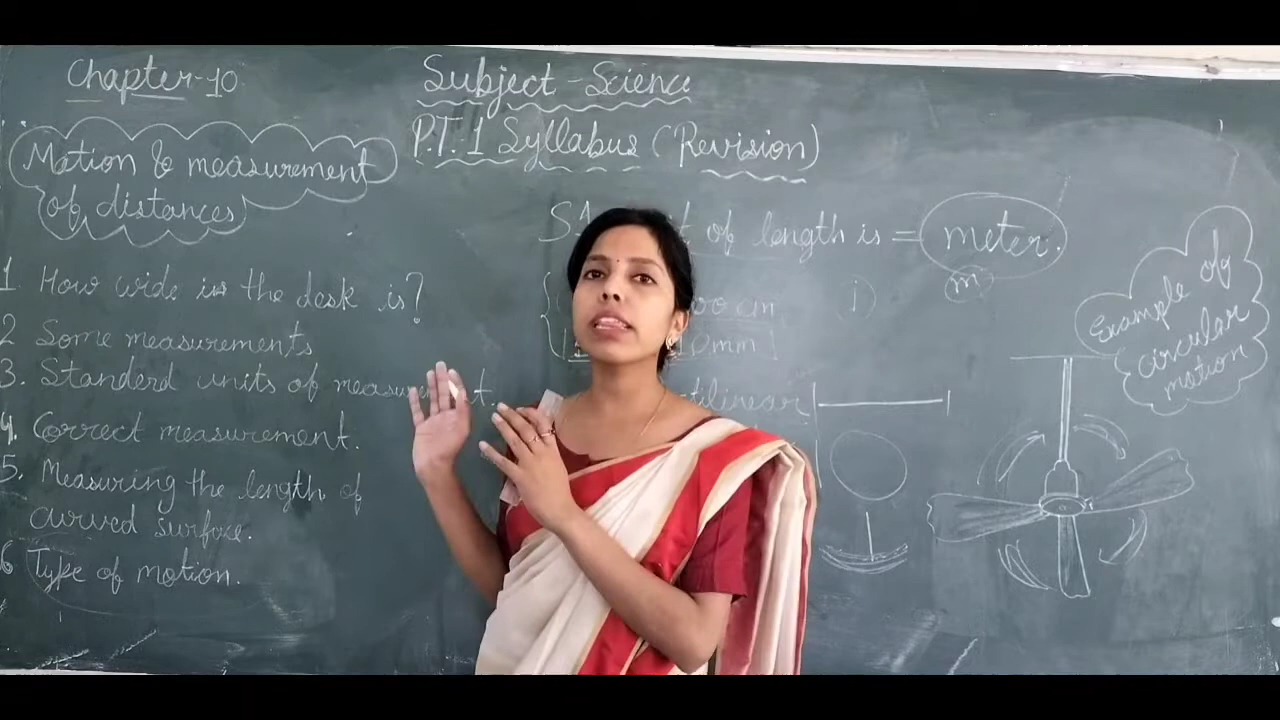 Chapter-10
Subject - Science
P.T. 1 Syllabus (Revision)
Motion & measurement
of distances
1. How wide is the desk is?
2 Some measurements
3. Standerd units of
4. Correct measurement.
5. Measuring the length of
curved surface.
6 Type of motion.
of length is = meter.
m
cm
i
0mm
Example of
circular
motion